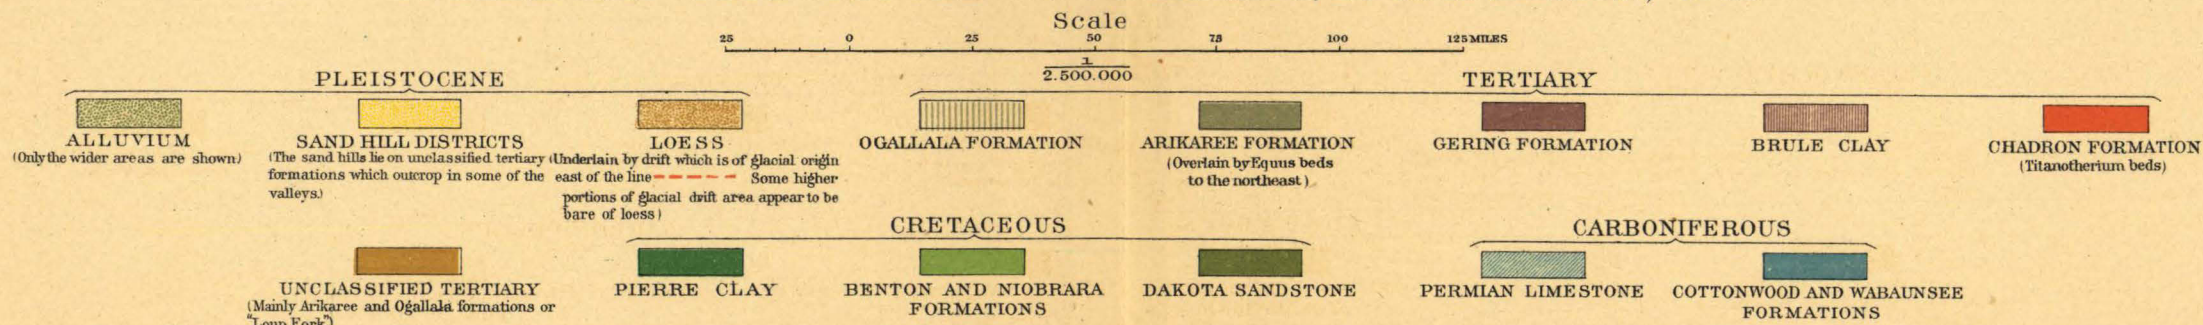 Scale
25 0 25 50 75 100 125 MILES
1
2.500.000
PLEISTOCENE
TERTIARY
ALLUVIUM
(Only the wider areas are shown)
SAND HILL DISTRICTS
(The sand hills lie on unclassified tertiary
formations which outcrop in some of the
valleys.)
LOESS
(Underlain by drift which is of glacial origin
east of the line Some higher
portions of glacial drift area appear to be
bare of loess)
OGALLALA FORMATION
ARIKAREE FORMATION
(Overlain by Equus beds
to the northeast)
GERING FORMATION
BRULE CLAY
CHADRON FORMATION
(Titanotherium beds)
CRETACEOUS
CARBONIFEROUS
UNCLASSIFIED TERTIARY
(Mainly Arikaree and Ogallala formations or
"Loup Fork")
PIERRE CLAY
BENTON AND NIOBRARA
FORMATIONS
DAKOTA SANDSTONE
PERMIAN LIMESTONE
COTTONWOOD AND WABAUNSEE
FORMATIONS